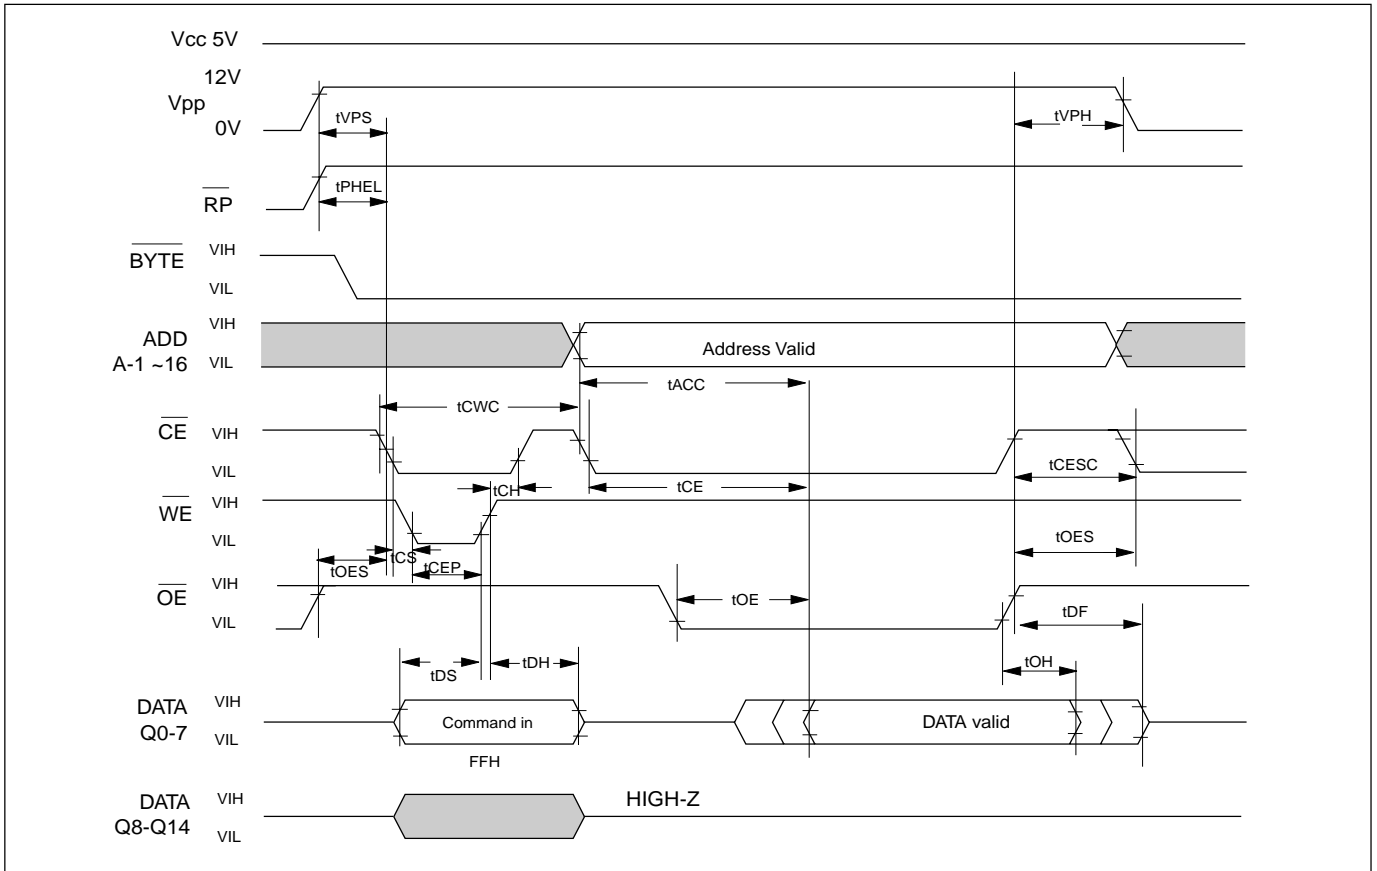 Vcc 5V
12V
Vpp
0V
tVPS
tVPH
RP
tPHEL
BYTE
VIH
VIL
ADD
A-1 ~16
VIH
VIL
Address Valid
tACC
tCWC
CE
VIH
VIL
tCH
tCE
tCESC
WE
VIH
VIL
tOES
tCS
tCEP
tOES
OE
VIH
VIL
tOE
tDF
tDS
tDH
tOH
DATA
Q0-7
VIH
VIL
Command in
DATA valid
FFH
DATA
Q8-Q14
VIH
VIL
HIGH-Z